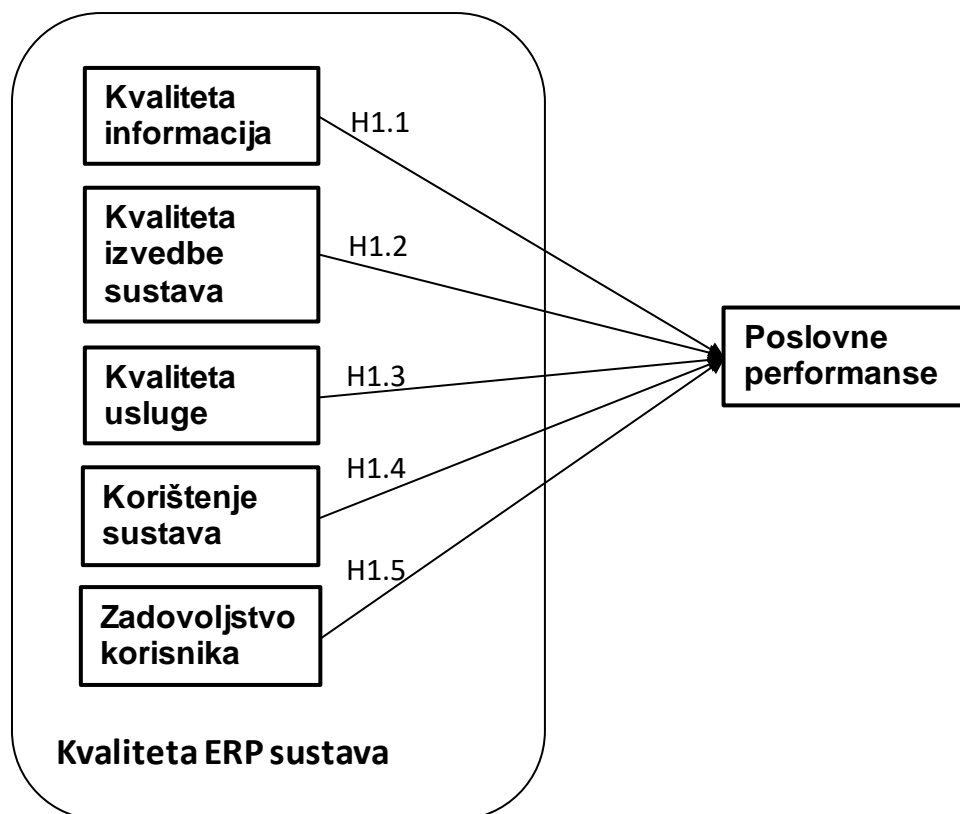 Kvaliteta
informacija
H1.1
Kvaliteta
izvedbe
sustava
H1.2
Kvaliteta
usluge
H1.3
Korištenje
sustava
H1.4
Zadovoljstvo
korisnika
H1.5
Kvaliteta ERP sustava
Poslovne
performanse